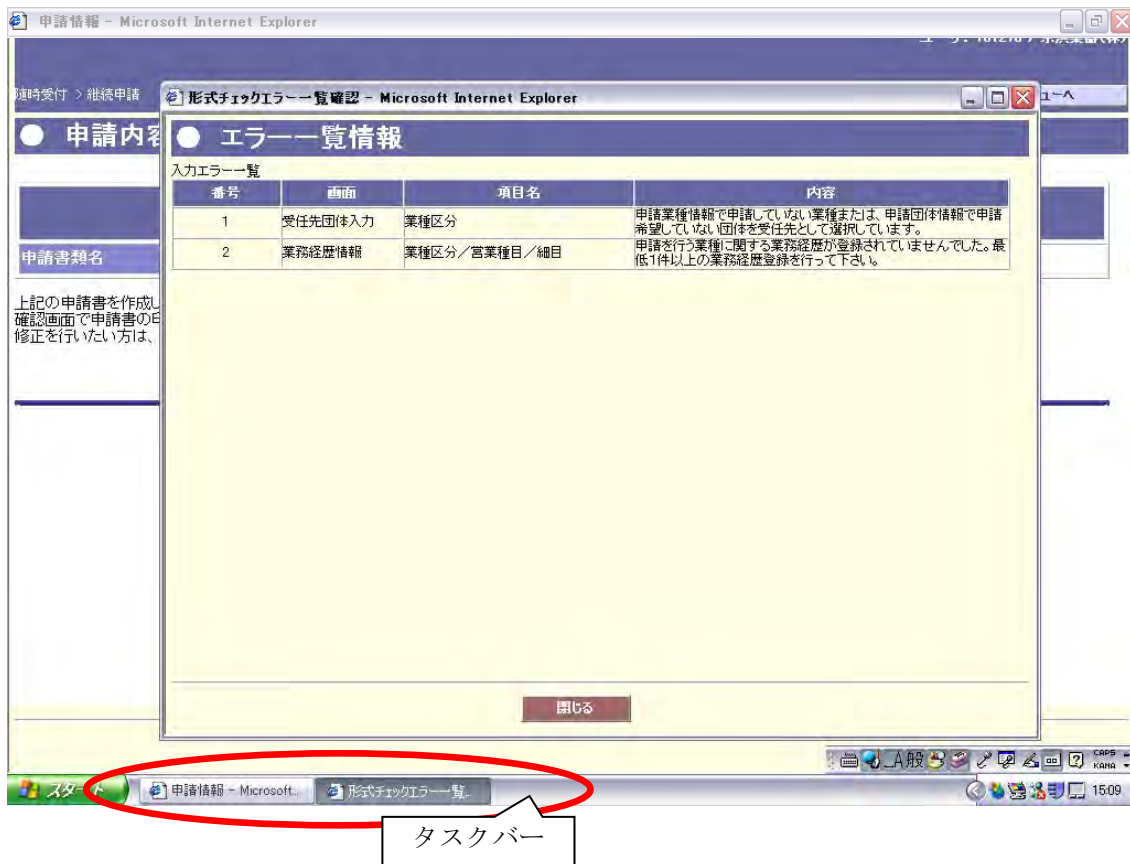 申請情報 - Microsoft Internet Explorer
随時受付 > 継続申請
形式チェックエラー一覧確認 - Microsoft Internet Explorer
ューへ
● 申請内容
● エラー一覧情報
入力エラー一覧
番号 画面 項目名 内容
1 受任先団体入力 業種区分 申請業種情報で申請していない業種または、申請団体情報で申請
希望していない団体を受任先として選択しています。
2 業務経歴情報 業種区分／営業種目／細目 申請を行う業種に関する業務経歴が登録されていませんでした。最
低1件以上の業務経歴登録を行って下さい。
申請書類名
上記の申請書を作成し
確認画面で申請書の
修正を行いたい方は、
閉じる
A 般 CAPS
KANA
スタート 申請情報 - Microsoft... 形式チェックエラー一覧... 15:09
タスクバー